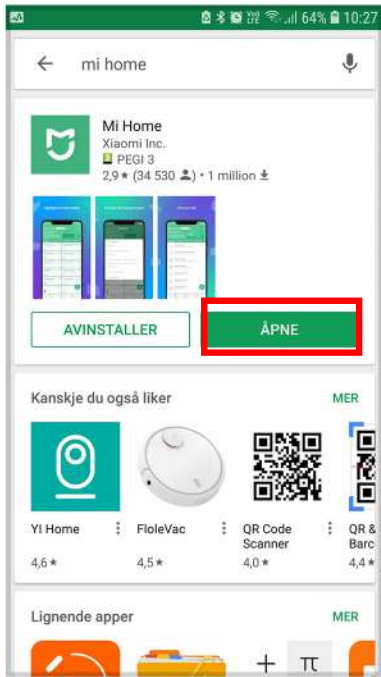 64% 10:27
mi home
Mi Home
Xiaomi Inc.
PEGI 3
2,9 ★ (34 530 ) • 1 million
AVINSTALLER
ÅPNE
Kanskje du også liker
MER
YI Home
4,6 ★
FloleVac
4,5 ★
QR Code
Scanner
4,0 ★
QR &
Barc
4,4 ★
Lignende apper
MER
+ π